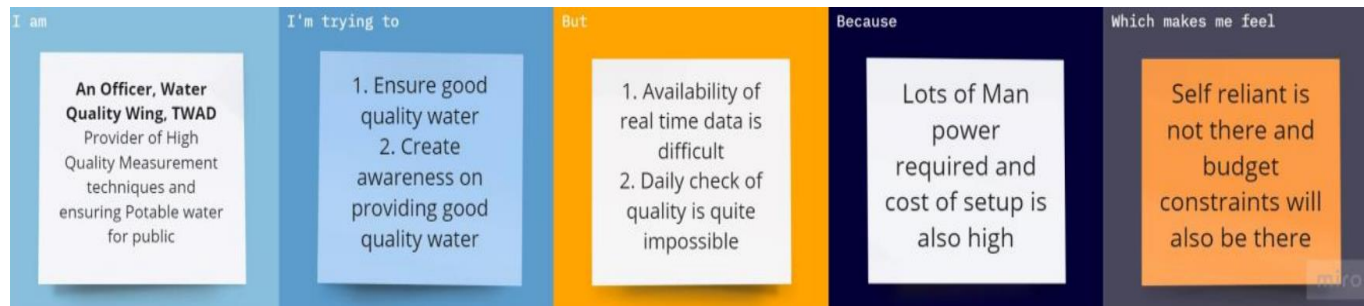 I am
An Officer, Water
Quality Wing, TWAD
Provider of High
Quality Measurement
techniques and
ensuring Potable water
for public
I'm trying to
1. Ensure good
quality water
2. Create
awareness on
providing good
quality water
But
1. Availability of
real time data is
difficult
2. Daily check of
quality is quite
impossible
Because
Lots of Man
power
required and
cost of setup is
also high
Which makes me feel
Self reliant is
not there and
budget
constraints will
also be there
miro